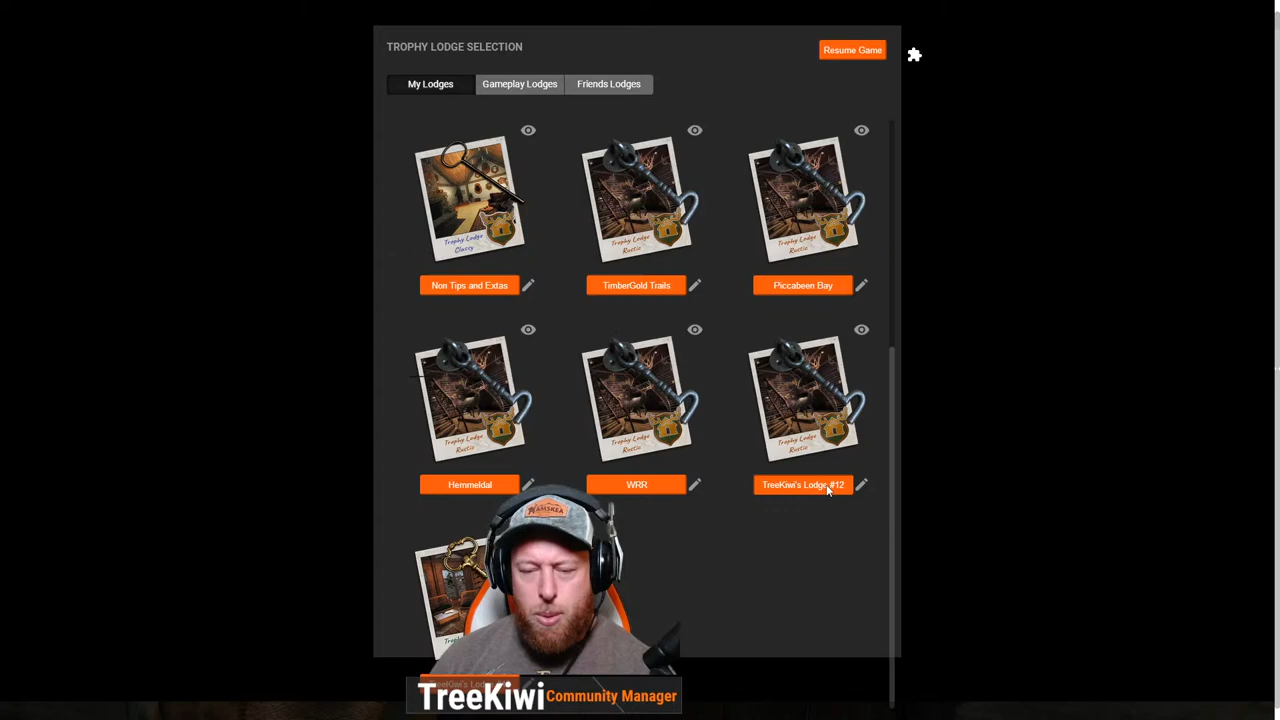 TROPHY LODGE SELECTION
Resume Game
My Lodges
Gameplay Lodges
Friends Lodges
Trophy Lodge
Classy
Trophy Lodge
Rustic
Trophy Lodge
Rustic
Non Tips and Extas
TimberGold Trails
Piccabeen Bay
Trophy Lodge
Rustic
Trophy Lodge
Rustic
Trophy Lodge
Rustic
Hemmeldal
WRR
TreeKiwi's Lodge #12
TreeKiwi Community Manager